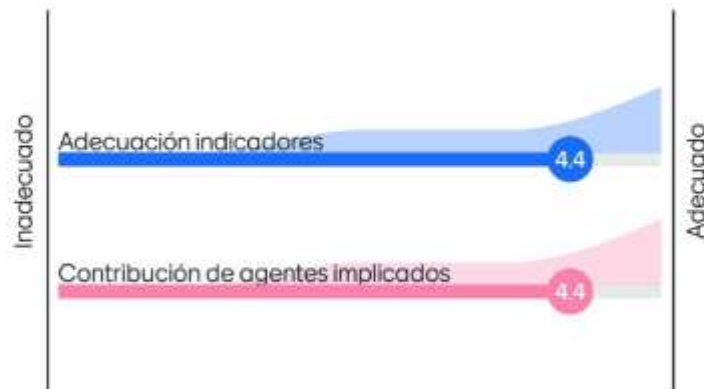 Inadecuado
Adecuación indicadores
4.4
Contribución de agentes implicados
4.4
Adecuado